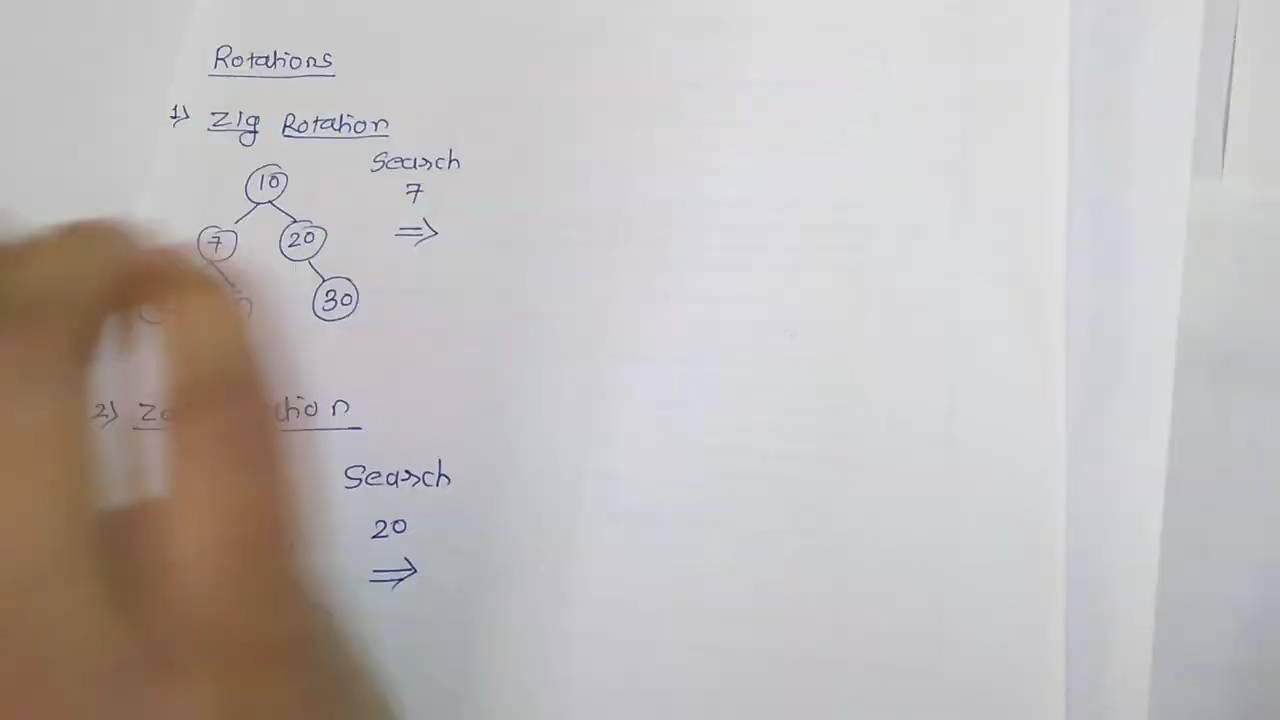 Rotations
1) Zig Rotation
Search
7
⇒
10
7 20
30
2)
Search
20
⇒